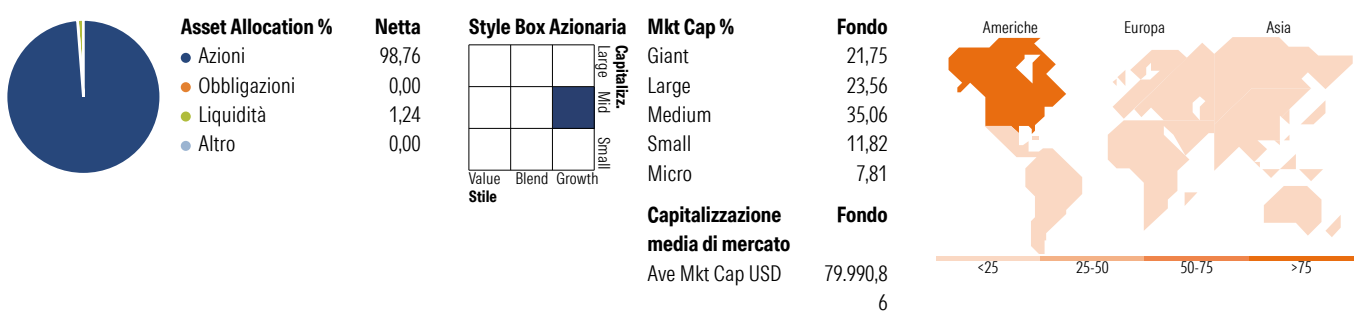 Asset Allocation % Netta
Azioni 98,76
Obbligazioni 0,00
Liquidità 1,24
Altro 0,00
Style Box Azionaria
Large Mid Small
Capitalizz.
Value Blend Growth
Stile
Mkt Cap % Fondo
Giant 21,75
Large 23,56
Medium 35,06
Small 11,82
Micro 7,81
Capitalizzazione Fondo
media di mercato
Ave Mkt Cap USD 79.990,8
6
Americhe Europa Asia
<25 25-50 50-75 >75